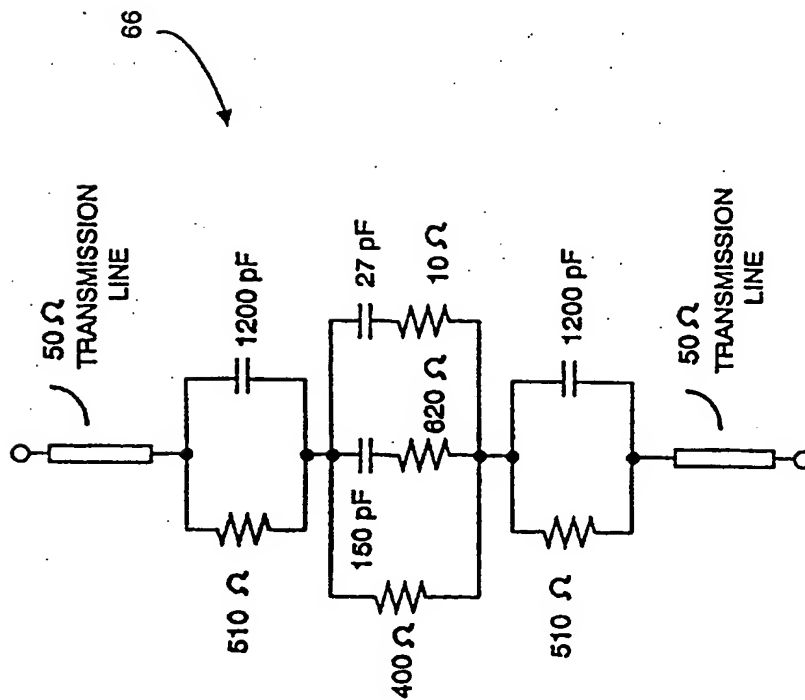 66
50 Ω
TRANSMISSION
LINE
1200 pF
510 Ω
27 pF
10 Ω
150 pF
620 Ω
400 Ω
1200 pF
510 Ω
50 Ω
TRANSMISSION
LINE